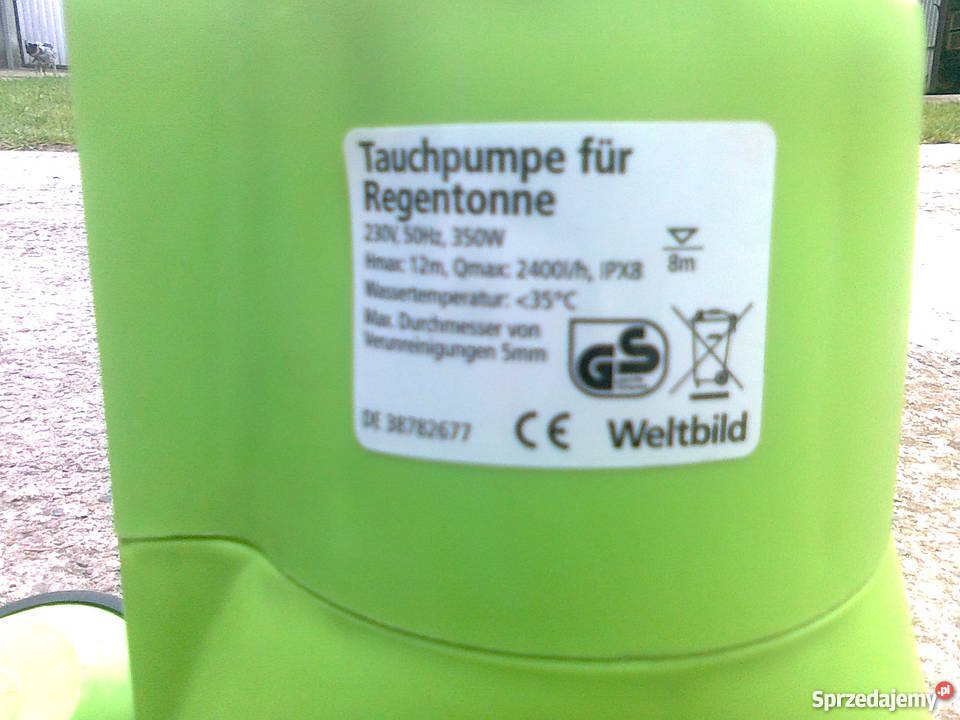 Tauchpumpe für
Regentonne
230V, 50Hz, 350W
Hmax: 12m, Qmax: 2400l/h, IPX8
8m
Wassertemperatur: <35°C
Max. Durchmesser von
Verunreinigungen 5mm
GS
DE 38782677
CE
Weltbild
Sprzedajemy.pl